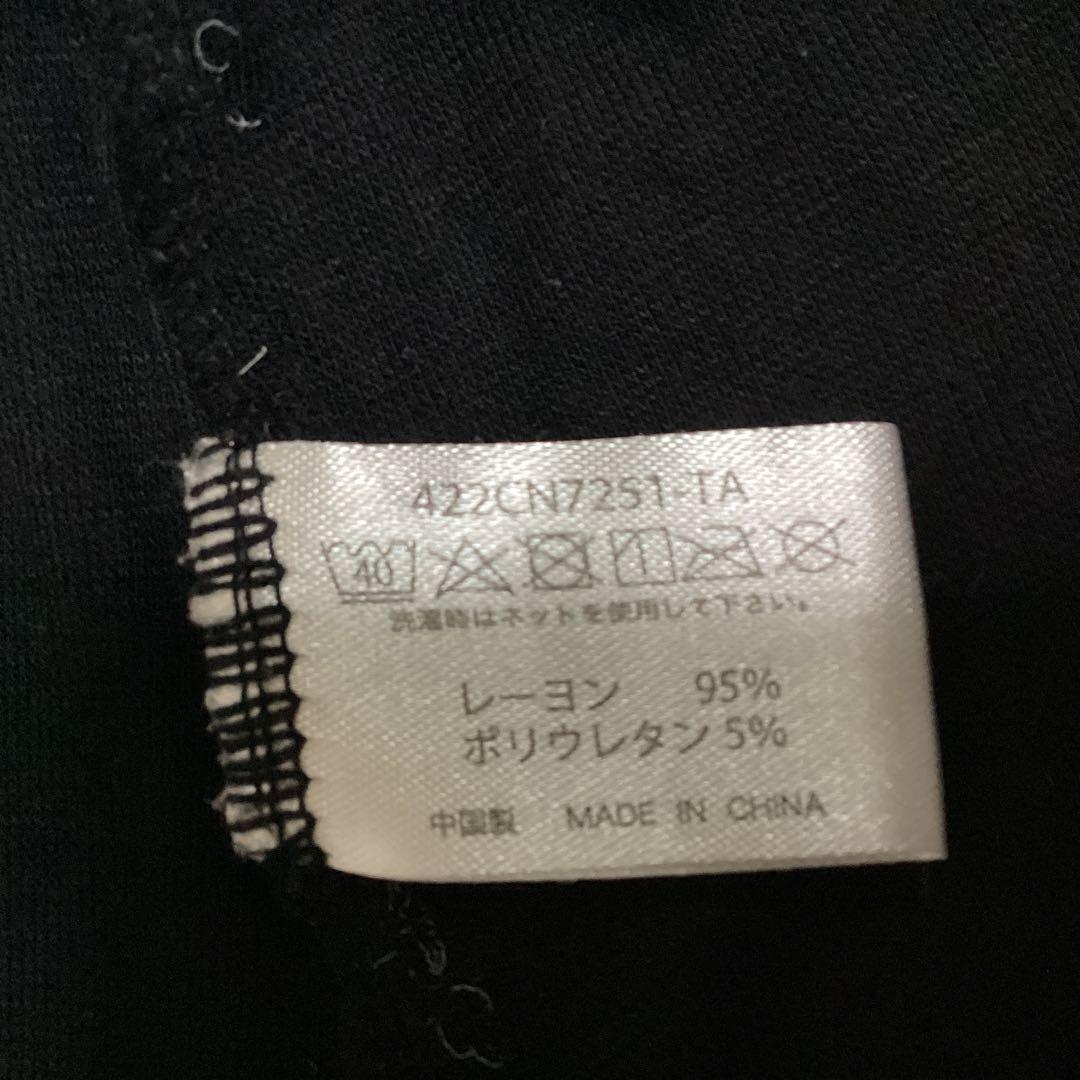 422CN7251-TA
40
洗濯時はネットを使用して下さい。
レーヨン 95%
ポリウレタン 5%
中国製 MADE IN CHINA